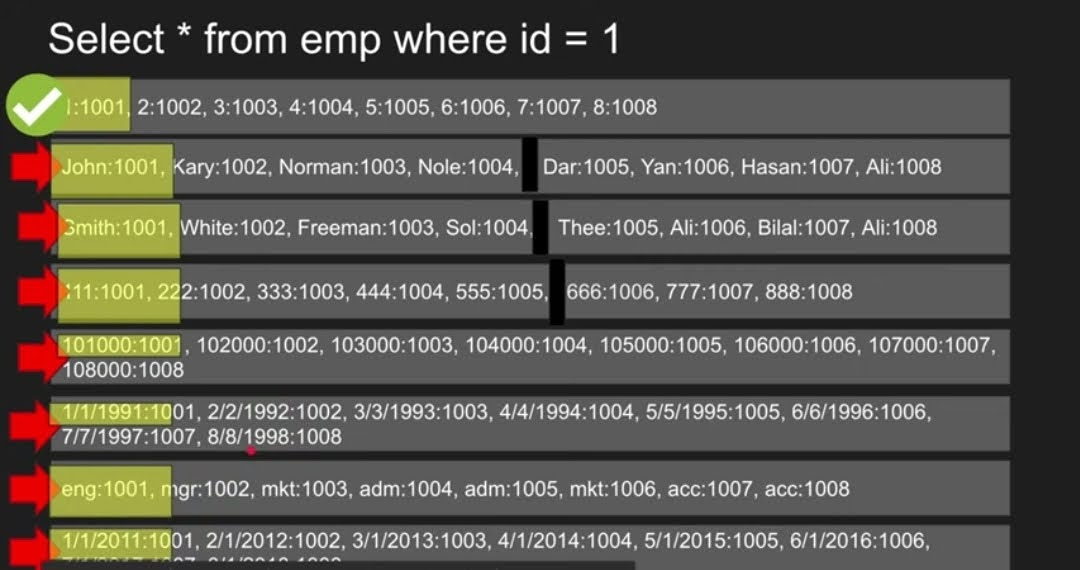 Select * from emp where id = 1
1:1001, 2:1002, 3:1003, 4:1004, 5:1005, 6:1006, 7:1007, 8:1008
John:1001, Kary:1002, Norman:1003, Nole:1004, Dar:1005, Yan:1006, Hasan:1007, Ali:1008
Smith:1001, White:1002, Freeman:1003, Sol:1004, Thee:1005, Ali:1006, Bilal:1007, Ali:1008
111:1001, 222:1002, 333:1003, 444:1004, 555:1005, 666:1006, 777:1007, 888:1008
101000:1001, 102000:1002, 103000:1003, 104000:1004, 105000:1005, 106000:1006, 107000:1007,
108000:1008
1/1/1991:1001, 2/2/1992:1002, 3/3/1993:1003, 4/4/1994:1004, 5/5/1995:1005, 6/6/1996:1006,
7/7/1997:1007, 8/8/1998:1008
eng:1001, mgr:1002, mkt:1003, adm:1004, adm:1005, mkt:1006, acc:1007, acc:1008
1/1/2011:1001, 2/1/2012:1002, 3/1/2013:1003, 4/1/2014:1004, 5/1/2015:1005, 6/1/2016:1006,